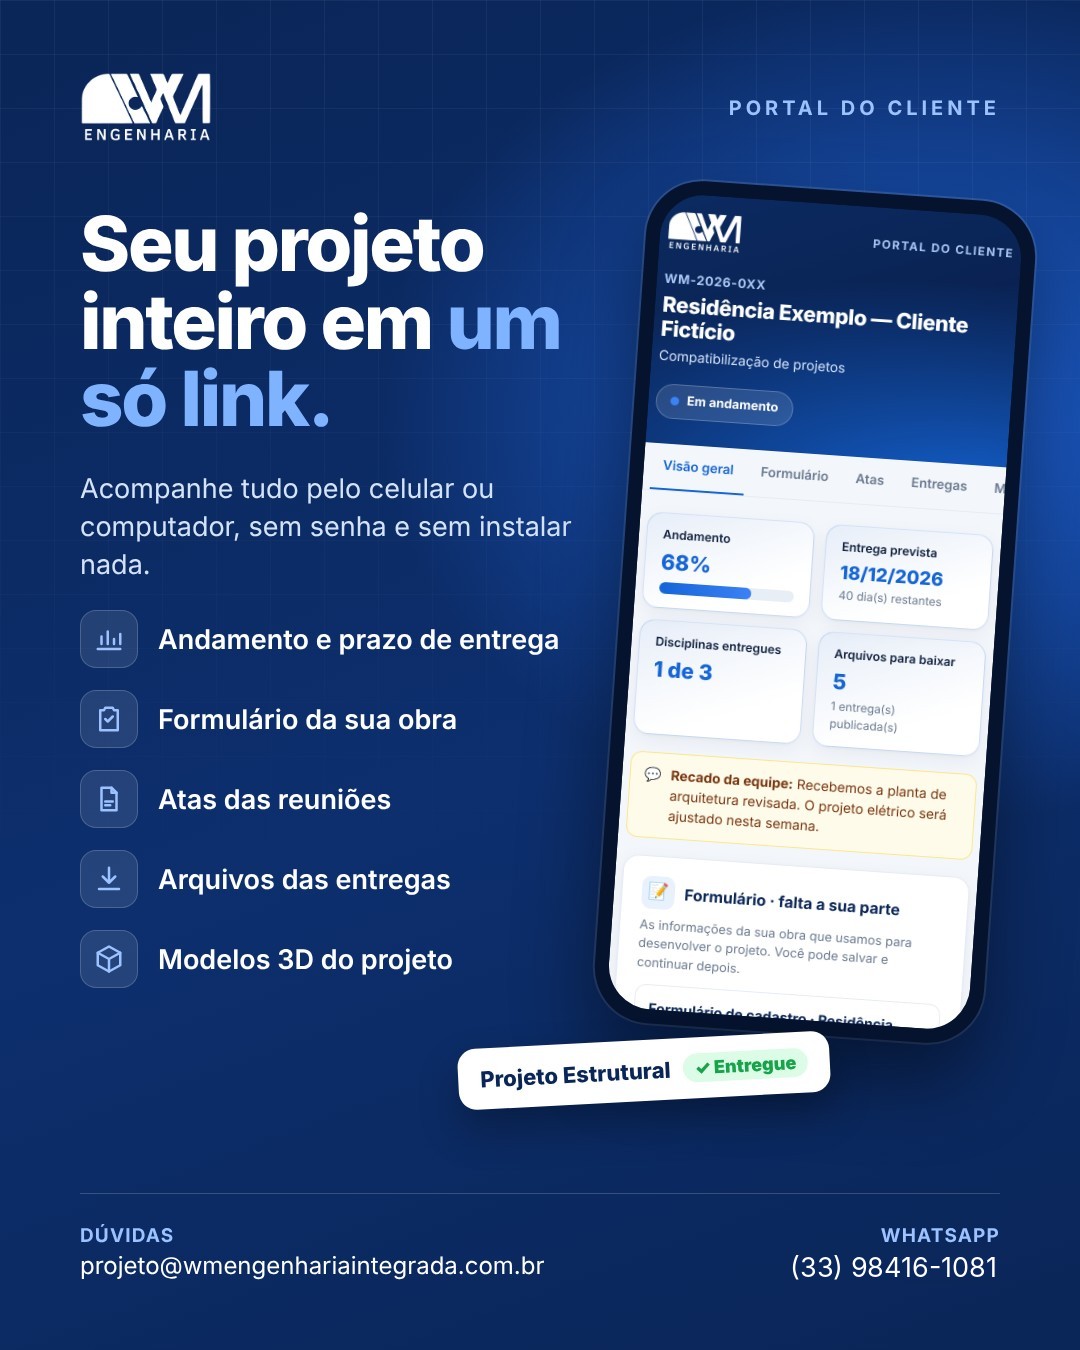 WM
ENGENHARIA
PORTAL DO CLIENTE
Seu projeto
inteiro em um
só link.
Acompanhe tudo pelo celular ou
computador, sem senha e sem instalar
nada.
Andamento e prazo de entrega
Formulário da sua obra
Atas das reuniões
Arquivos das entregas
Modelos 3D do projeto
WM
ENGENHARIA
PORTAL DO CLIENTE
WM-2026-0XX
Residência Exemplo — Cliente
Fictício
Compatibilização de projetos
Em andamento
Visão geral Formulário Atas Entregas M
Andamento
68%
Entrega prevista
18/12/2026
40 dia(s) restantes
Disciplinas entregues
1 de 3
Arquivos para baixar
5
1 entrega(s)
publicada(s)
Recado da equipe: Recebemos a planta de
arquitetura revisada. O projeto elétrico será
ajustado nesta semana.
Formulário · falta a sua parte
As informações da sua obra que usamos para
desenvolver o projeto. Você pode salvar e
continuar depois.
Formulário de cadastro · Residência
Projeto Estrutural ✓ Entregue
DÚVIDAS
projeto@wmengenhariaintegrada.com.br
WHATSAPP
(33) 98416-1081